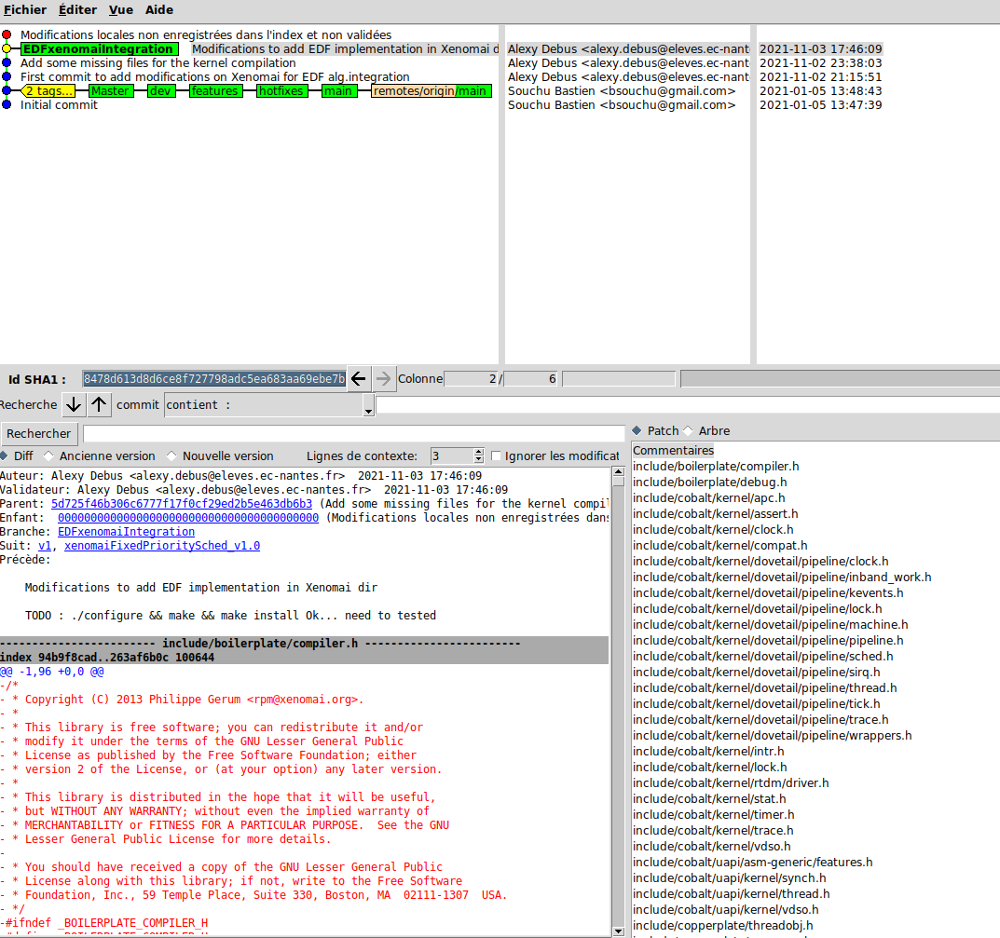 Fichier Éditer Vue Aide
Modifications locales non enregistrées dans l'index et non validées
EDFxenomaiIntegration Modifications to add EDF implementation in Xenomai d Alexy Debus <alexy.debus@eleves.ec-nant 2021-11-03 17:46:09
Add some missing files for the kernel compilation Alexy Debus <alexy.debus@eleves.ec-nant 2021-11-02 23:38:03
First commit to add modifications on Xenomai for EDF alg.integration Alexy Debus <alexy.debus@eleves.ec-nant 2021-11-02 21:15:51
2 tags... Master dev features hotfixes main remotes/origin/main Souchu Bastien <bsouchu@gmail.com> 2021-01-05 13:48:43
Initial commit Souchu Bastien <bsouchu@gmail.com> 2021-01-05 13:47:39
Id SHA1 : 8478d613d8d6ce8f727798adc5ea683aa69ebe7b Colonne 2/ 6
Recherche commit contient :
Rechercher
Diff Ancienne version Nouvelle version Lignes de contexte: 3 Ignorer les modificat
Auteur: Alexy Debus <alexy.debus@eleves.ec-nantes.fr> 2021-11-03 17:46:09
Validateur: Alexy Debus <alexy.debus@eleves.ec-nantes.fr> 2021-11-03 17:46:09
Parent: 5d725f46b306c6777f17f0cf29ed2b5e463db6b3 (Add some missing files for the kernel compil
Enfant: 0000000000000000000000000000000000000000 (Modifications locales non enregistrées dans
Branche: EDFxenomaiIntegration
Suit: v1, xenomaiFixedPrioritySched_v1.0
Précède:
Modifications to add EDF implementation in Xenomai dir
TODO : ./configure && make && make install Ok... need to tested
------------------------ include/boilerplate/compiler.h ------------------------
index 94b9f8cad..263af6b0c 100644
@@ -1,96 +0,0 @@
-/*
- * Copyright (C) 2013 Philippe Gerum <rpm@xenomai.org>.
- *
- * This library is free software; you can redistribute it and/or
- * modify it under the terms of the GNU Lesser General Public
- * License as published by the Free Software Foundation; either
- * version 2 of the License, or (at your option) any later version.
- *
- * This library is distributed in the hope that it will be useful,
- * but WITHOUT ANY WARRANTY; without even the implied warranty of
- * MERCHANTABILITY or FITNESS FOR A PARTICULAR PURPOSE. See the GNU
- * Lesser General Public License for more details.
-
- * You should have received a copy of the GNU Lesser General Public
- * License along with this library; if not, write to the Free Software
- * Foundation, Inc., 59 Temple Place, Suite 330, Boston, MA 02111-1307 USA.
- */
-#ifndef _BOILERPLATE_COMPILER_H
Patch Arbre
Commentaires
include/boilerplate/compiler.h
include/boilerplate/debug.h
include/cobalt/kernel/apc.h
include/cobalt/kernel/assert.h
include/cobalt/kernel/clock.h
include/cobalt/kernel/compat.h
include/cobalt/kernel/dovetail/pipeline/clock.h
include/cobalt/kernel/dovetail/pipeline/inband_work.h
include/cobalt/kernel/dovetail/pipeline/kevents.h
include/cobalt/kernel/dovetail/pipeline/lock.h
include/cobalt/kernel/dovetail/pipeline/machine.h
include/cobalt/kernel/dovetail/pipeline/pipeline.h
include/cobalt/kernel/dovetail/pipeline/sched.h
include/cobalt/kernel/dovetail/pipeline/sirq.h
include/cobalt/kernel/dovetail/pipeline/thread.h
include/cobalt/kernel/dovetail/pipeline/tick.h
include/cobalt/kernel/dovetail/pipeline/trace.h
include/cobalt/kernel/dovetail/pipeline/wrappers.h
include/cobalt/kernel/intr.h
include/cobalt/kernel/lock.h
include/cobalt/kernel/rtdm/driver.h
include/cobalt/kernel/stat.h
include/cobalt/kernel/timer.h
include/cobalt/kernel/trace.h
include/cobalt/kernel/vdso.h
include/cobalt/uapi/asm-generic/features.h
include/cobalt/uapi/kernel/synch.h
include/cobalt/uapi/kernel/thread.h
include/cobalt/uapi/kernel/vdso.h
include/copperplate/threadobj.h